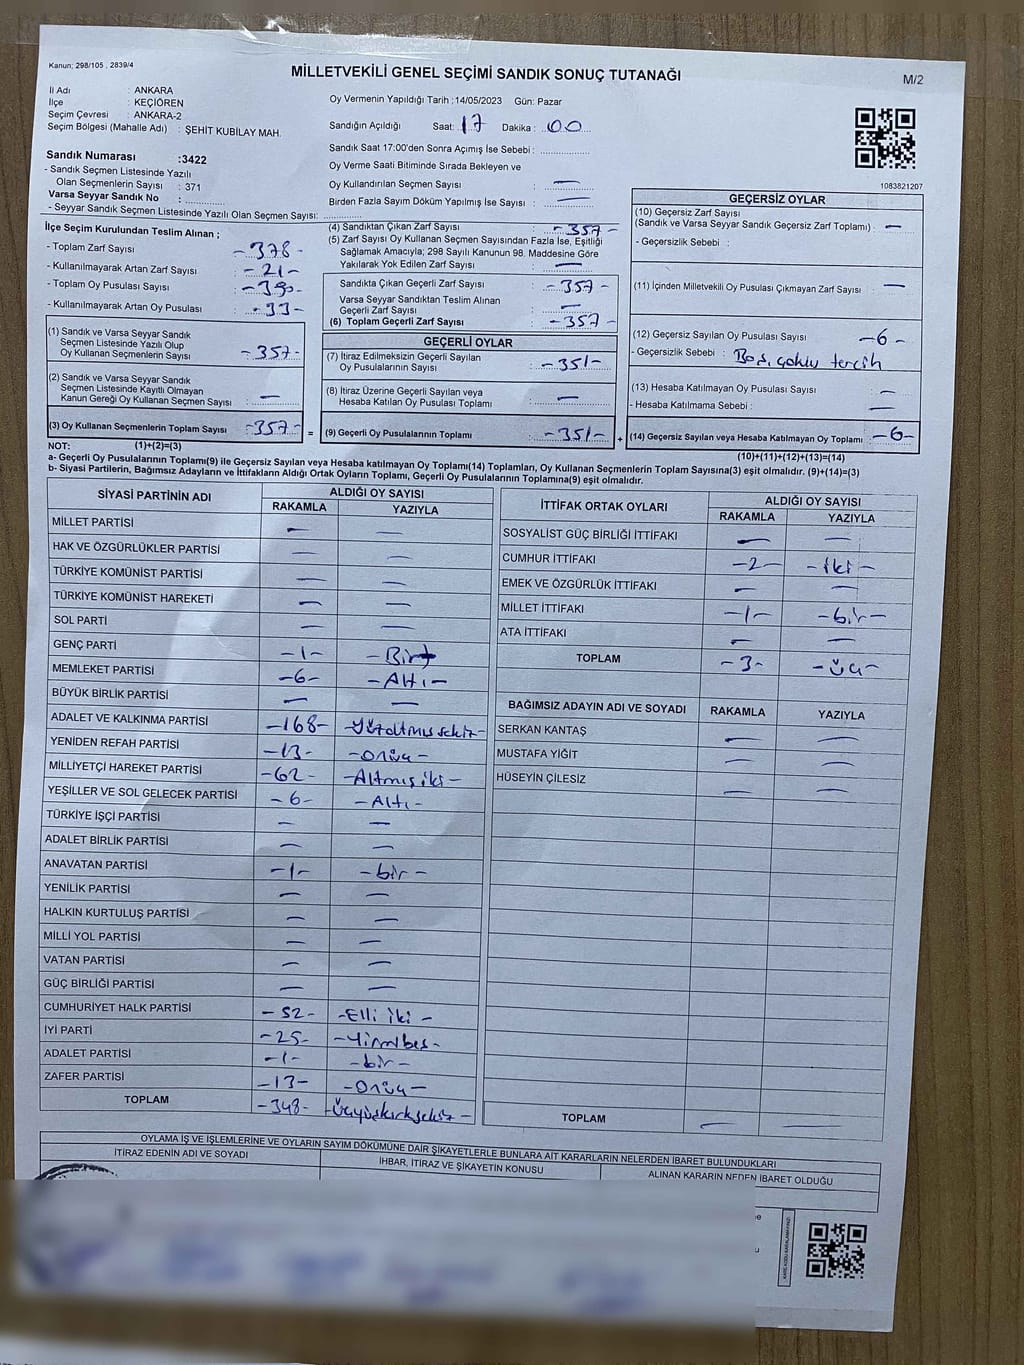 Kanun; 298/105 , 2839/4
MİLLETVEKİLİ GENEL SEÇİMİ SANDIK SONUÇ TUTANAĞI
M/2
İl Adı : ANKARA
İlçe : KEÇİÖREN
Seçim Çevresi : ANKARA-2
Seçim Bölgesi (Mahalle Adı) : ŞEHİT KUBİLAY MAH.
Sandık Numarası :3422
- Sandık Seçmen Listesinde Yazılı
Olan Seçmenlerin Sayısı : 371
Varsa Seyyar Sandık No :
- Seyyar Sandık Seçmen Listesinde Yazılı Olan Seçmen Sayısı:
Oy Vermenin Yapıldığı Tarih :14/05/2023 Gün: Pazar
Sandığın Açıldığı Saat: 17 Dakika : 00
Sandık Saat 17:00'den Sonra Açımış İse Sebebi :
Oy Verme Saati Bitiminde Sırada Bekleyen ve
Oy Kullandırılan Seçmen Sayısı : —
Birden Fazla Sayım Döküm Yapılmış İse Sayısı : —
1083821207
İlçe Seçim Kurulundan Teslim Alınan ;
- Toplam Zarf Sayısı : -378-
- Kullanılmayarak Artan Zarf Sayısı : -21-
- Toplam Oy Pusulası Sayısı : -390-
- Kullanılmayarak Artan Oy Pusulası : -33-
(1) Sandık ve Varsa Seyyar Sandık
Seçmen Listesinde Yazılı Olup
Oy Kullanan Seçmenlerin Sayısı : -357-
(2) Sandık ve Varsa Seyyar Sandık
Seçmen Listesinde Kayıtlı Olmayan
Kanun Gereği Oy Kullanan Seçmen Sayısı : —
(3) Oy Kullanan Seçmenlerin Toplam Sayısı : -357- =
(4) Sandıktan Çıkan Zarf Sayısı : -357-
(5) Zarf Sayısı Oy Kullanan Seçmen Sayısından Fazla İse, Eşitliği
Sağlamak Amacıyla; 298 Sayılı Kanunun 98. Maddesine Göre
Yakılarak Yok Edilen Zarf Sayısı : —
Sandıkta Çıkan Geçerli Zarf Sayısı : -357-
Varsa Seyyar Sandıktan Teslim Alınan
Geçerli Zarf Sayısı : —
(6) Toplam Geçerli Zarf Sayısı : -357-
GEÇERLİ OYLAR
(7) İtiraz Edilmeksizin Geçerli Sayılan
Oy Pusulalarının Sayısı : -351-
(8) İtiraz Üzerine Geçerli Sayılan veya
Hesaba Katılan Oy Pusulası Toplamı : —
(9) Geçerli Oy Pusulalarının Toplamı : -351- +
GEÇERSİZ OYLAR
(10) Geçersiz Zarf Sayısı
(Sandık ve Varsa Seyyar Sandık Geçersiz Zarf Toplamı) : —
- Geçersizlik Sebebi :
(11) İçinden Milletvekili Oy Pusulası Çıkmayan Zarf Sayısı : —
(12) Geçersiz Sayılan Oy Pusulası Sayısı : -6-
- Geçersizlik Sebebi : Boş, çoklu tercih
(13) Hesaba Katılmayan Oy Pusulası Sayısı : —
- Hesaba Katılmama Sebebi : —
(14) Geçersiz Sayılan veya Hesaba Katılmayan Oy Toplamı : -6-
NOT: (1)+(2)=(3)
(10)+(11)+(12)+(13)=(14)
a- Geçerli Oy Pusulalarının Toplamı(9) ile Geçersiz Sayılan veya Hesaba katılmayan Oy Toplamı(14) Toplamları, Oy Kullanan Seçmenlerin Toplam Sayısına(3) eşit olmalıdır. (9)+(14)=(3)
b- Siyasi Partilerin, Bağımsız Adayların ve İttifakların Aldığı Ortak Oyların Toplamı, Geçerli Oy Pusulalarının Toplamına(9) eşit olmalıdır.
SİYASİ PARTİNİN ADI ALDIĞI OY SAYISI
RAKAMLA YAZIYLA
MİLLET PARTİSİ — —
HAK VE ÖZGÜRLÜKLER PARTİSİ — —
TÜRKİYE KOMÜNİST PARTİSİ — —
TÜRKİYE KOMÜNİST HAREKETİ — —
SOL PARTİ — —
GENÇ PARTİ -1- -Bir-
MEMLEKET PARTİSİ -6- -Altı-
BÜYÜK BİRLİK PARTİSİ — —
ADALET VE KALKINMA PARTİSİ -168- -Yüzaltmışsekiz-
YENİDEN REFAH PARTİSİ -13- -Onüç-
MİLLİYETÇİ HAREKET PARTİSİ -62- -Altmışiki-
YEŞİLLER VE SOL GELECEK PARTİSİ -6- -Altı-
TÜRKİYE İŞÇİ PARTİSİ — —
ADALET BİRLİK PARTİSİ — —
ANAVATAN PARTİSİ -1- -bir-
YENİLİK PARTİSİ — —
HALKIN KURTULUŞ PARTİSİ — —
MİLLİ YOL PARTİSİ — —
VATAN PARTİSİ — —
GÜÇ BİRLİĞİ PARTİSİ — —
CUMHURİYET HALK PARTİSİ -52- -Elli iki-
İYİ PARTİ -25- -Yirmibeş-
ADALET PARTİSİ -1- -bir-
ZAFER PARTİSİ -13- -Onüç-
TOPLAM -348- -Üçyüzkırksekiz-
İTTİFAK ORTAK OYLARI ALDIĞI OY SAYISI
RAKAMLA YAZIYLA
SOSYALİST GÜÇ BİRLİĞİ İTTİFAKI — —
CUMHUR İTTİFAKI -2- -iki-
EMEK VE ÖZGÜRLÜK İTTİFAKI — —
MİLLET İTTİFAKI -1- -bir-
ATA İTTİFAKI — —
TOPLAM -3- -üç-
BAĞIMSIZ ADAYIN ADI VE SOYADI RAKAMLA YAZIYLA
SERKAN KANTAŞ — —
MUSTAFA YİĞİT — —
HÜSEYİN ÇİLESİZ — —
TOPLAM — —
OYLAMA İŞ VE İŞLEMLERİNE VE OYLARIN SAYIM DÖKÜMÜNE DAİR ŞİKAYETLERLE BUNLARA AİT KARARLARIN NELERDEN İBARET BULUNDUKLARI
İTİRAZ EDENİN ADI VE SOYADI İHBAR, İTİRAZ VE ŞİKAYETİN KONUSU ALINAN KARARIN NEDEN İBARET OLDUĞU